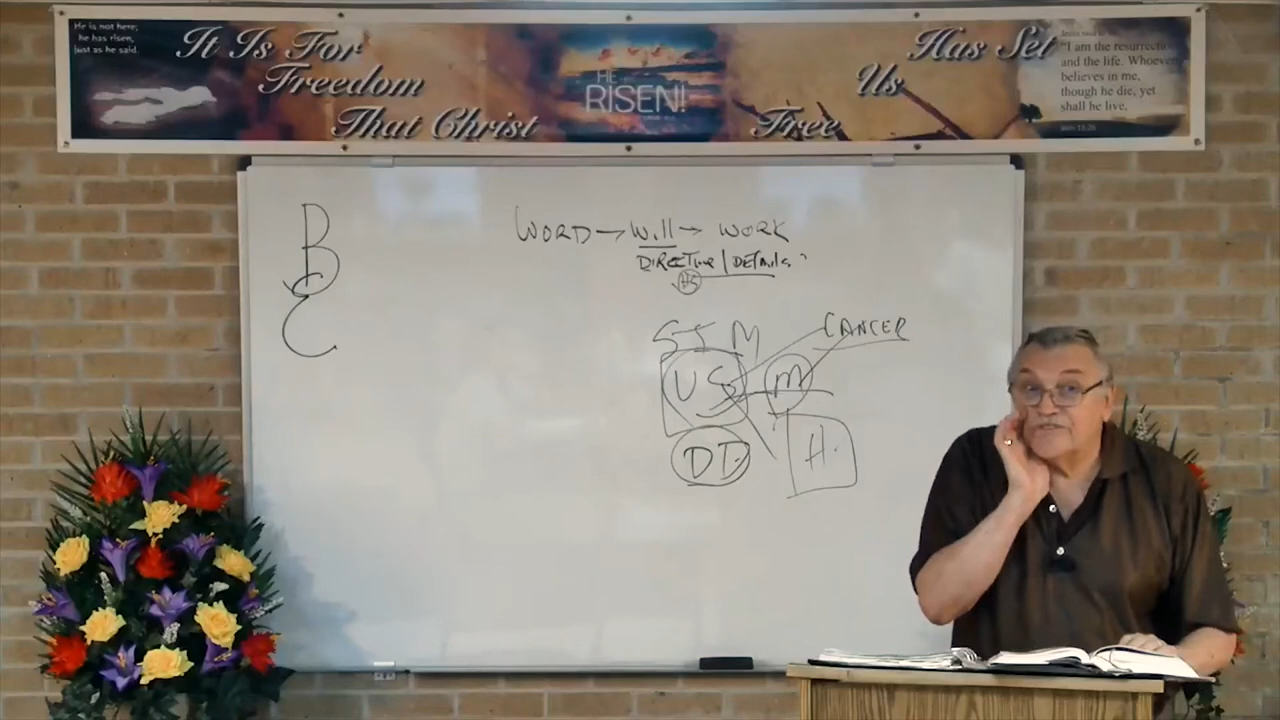 He is not here;
he has risen,
just as he said.
It Is For
Freedom
That Christ
HE
RISEN!
Has Set
Us
Free
"I am the resurrection
and the life. Whoever
believes in me,
though he die, yet
shall he live.
B
WORD → Will → WORK
DIRECTIVE / DETAILS
HS
CANCER
S J M
US
M
DD
H.